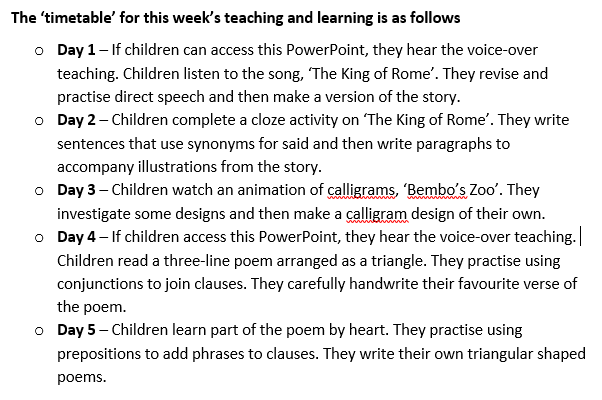 The ‘timetable’ for this week’s teaching and learning is as follows
o Day 1 – If children can access this PowerPoint, they hear the voice-over
teaching. Children listen to the song, ‘The King of Rome’. They revise and
practise direct speech and then make a version of the story.
o Day 2 – Children complete a cloze activity on ‘The King of Rome’. They write
sentences that use synonyms for said and then write paragraphs to
accompany illustrations from the story.
o Day 3 – Children watch an animation of calligrams, ‘Bembo’s Zoo’. They
investigate some designs and then make a calligram design of their own.
o Day 4 – If children access this PowerPoint, they hear the voice-over teaching.
Children read a three-line poem arranged as a triangle. They practise using
conjunctions to join clauses. They carefully handwrite their favourite verse of
the poem.
o Day 5 – Children learn part of the poem by heart. They practise using
prepositions to add phrases to clauses. They write their own triangular shaped
poems.